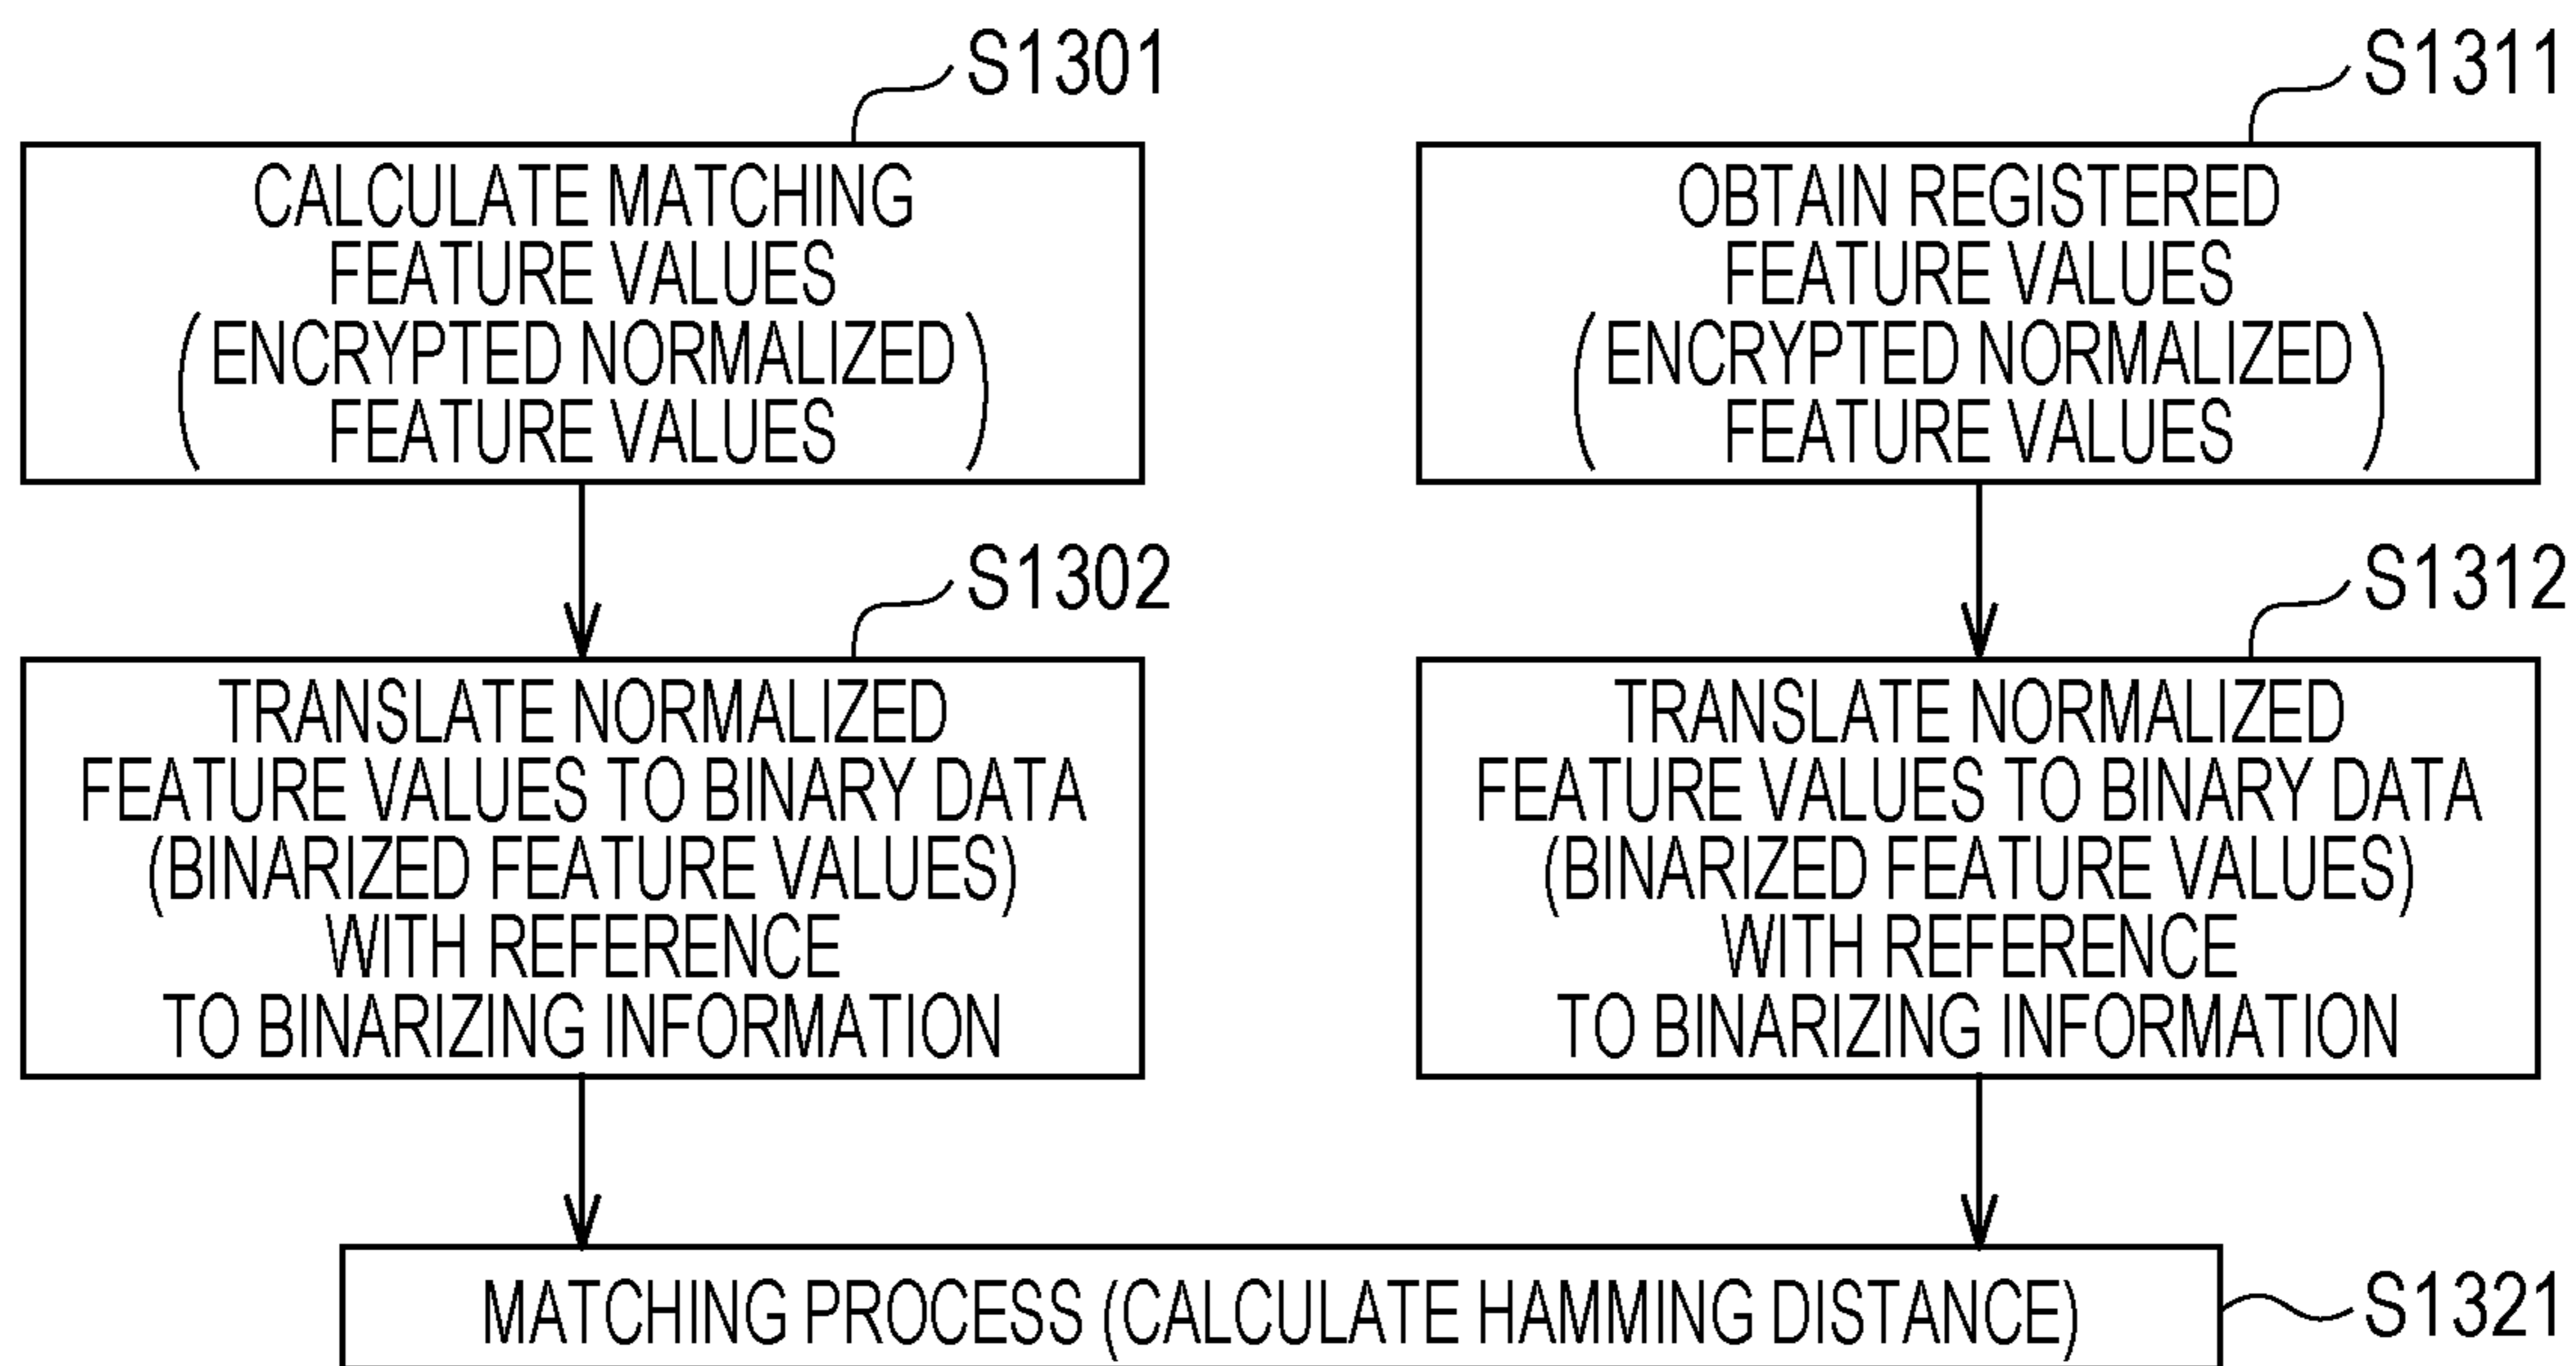 S1301
CALCULATE MATCHING
FEATURE VALUES
(ENCRYPTED NORMALIZED
FEATURE VALUES)
S1311
OBTAIN REGISTERED
FEATURE VALUES
(ENCRYPTED NORMALIZED
FEATURE VALUES)
S1302
TRANSLATE NORMALIZED
FEATURE VALUES TO BINARY DATA
(BINARIZED FEATURE VALUES)
WITH REFERENCE
TO BINARIZING INFORMATION
S1312
TRANSLATE NORMALIZED
FEATURE VALUES TO BINARY DATA
(BINARIZED FEATURE VALUES)
WITH REFERENCE
TO BINARIZING INFORMATION
MATCHING PROCESS (CALCULATE HAMMING DISTANCE)
S1321